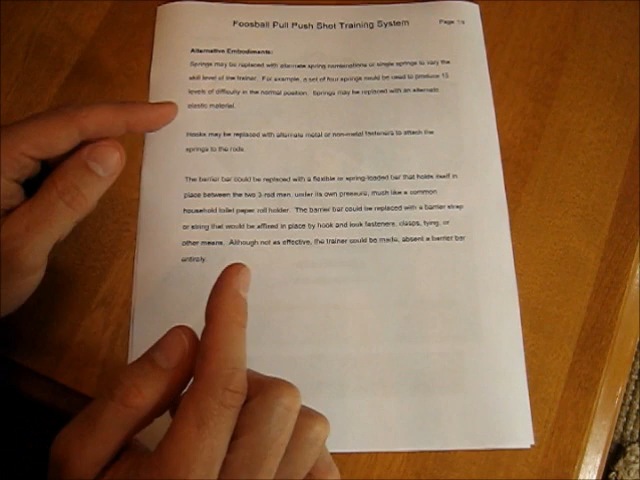 Foosball Pull Push Shot Training System
Page
Alternative Embodiments:
Springs may be replaced with alternate spring or single springs to vary the
skill level of the trainer. For example, a set of four springs could be used to produce 15
levels of difficulty in the normal position. Springs may be replaced with an alternate
elastic material.
Hooks may be replaced with alternate metal or non-metal fasteners to attach the
springs to the rods.
The barrier bar could be replaced with a flexible or spring-loaded bar that holds itself in
place between the two 3-rod men, under its own pressure, much like a common
household toilet paper roll holder. The barrier bar could be replaced with a barrier strap
or string that would be affixed in place by hook and look fasteners, clasps, tying, or
other means. Although not as effective, the trainer could be made, absent a barrier bar
entirely.